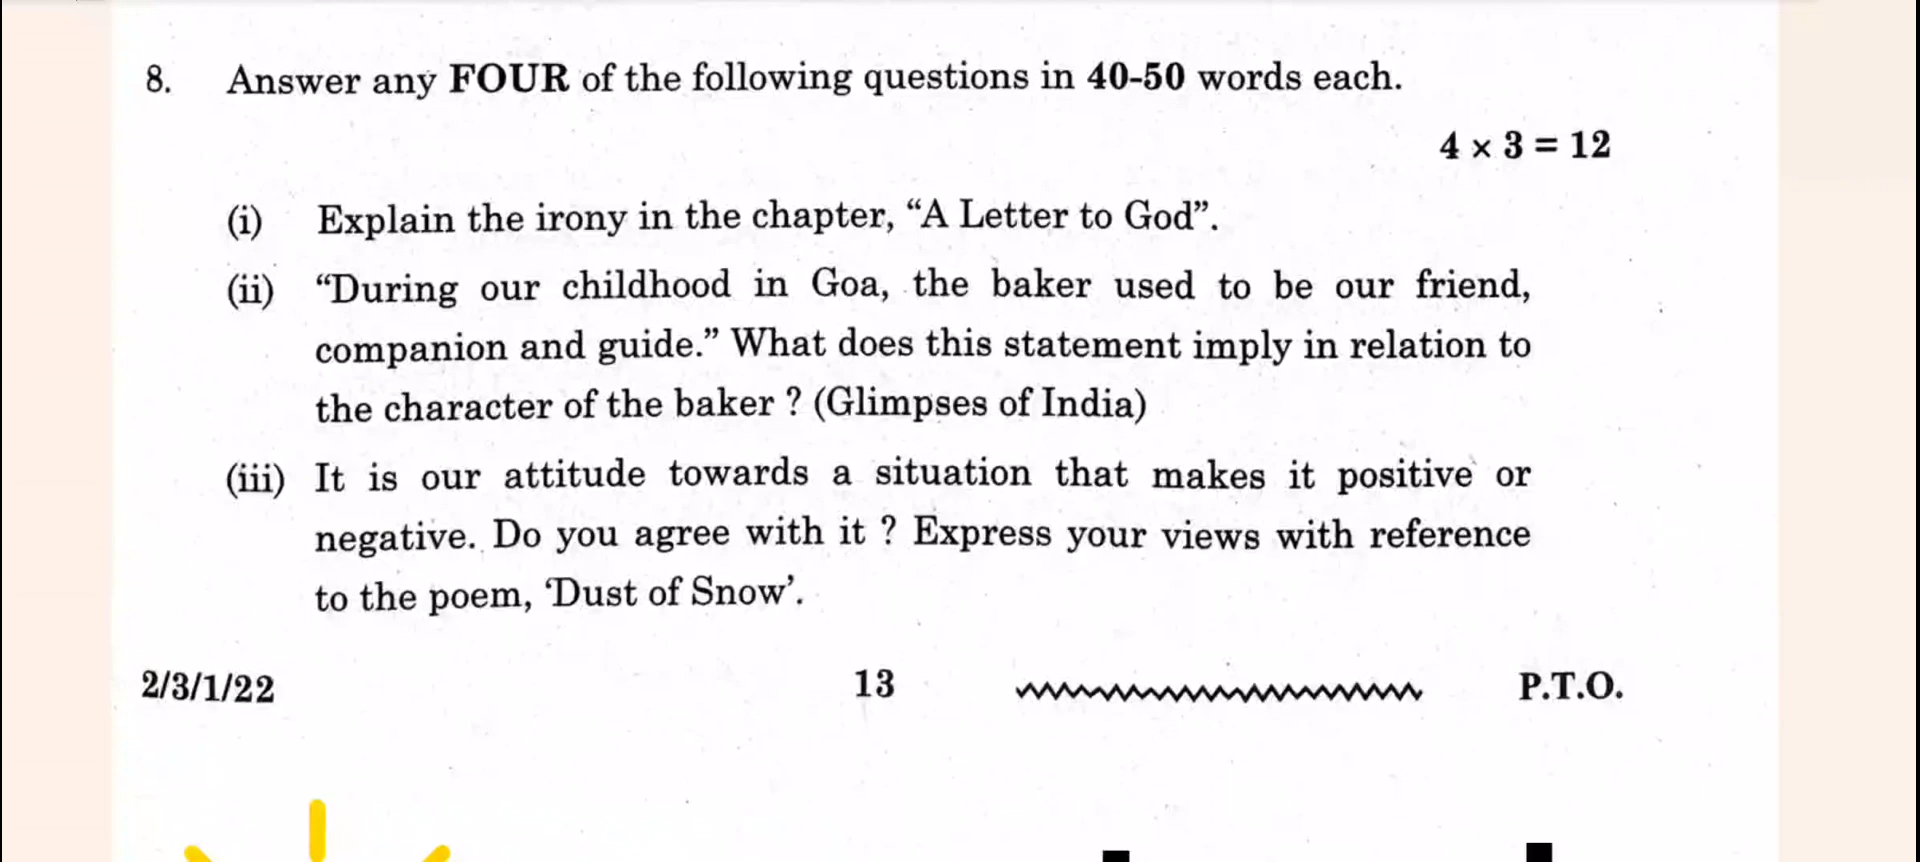 8. Answer any FOUR of the following questions in 40-50 words each.
4 × 3 = 12
(i) Explain the irony in the chapter, “A Letter to God”.
(ii) “During our childhood in Goa, the baker used to be our friend,
companion and guide.” What does this statement imply in relation to
the character of the baker ? (Glimpses of India)
(iii) It is our attitude towards a situation that makes it positive or
negative. Do you agree with it ? Express your views with reference
to the poem, ‘Dust of Snow’.
2/3/1/22 13 P.T.O.